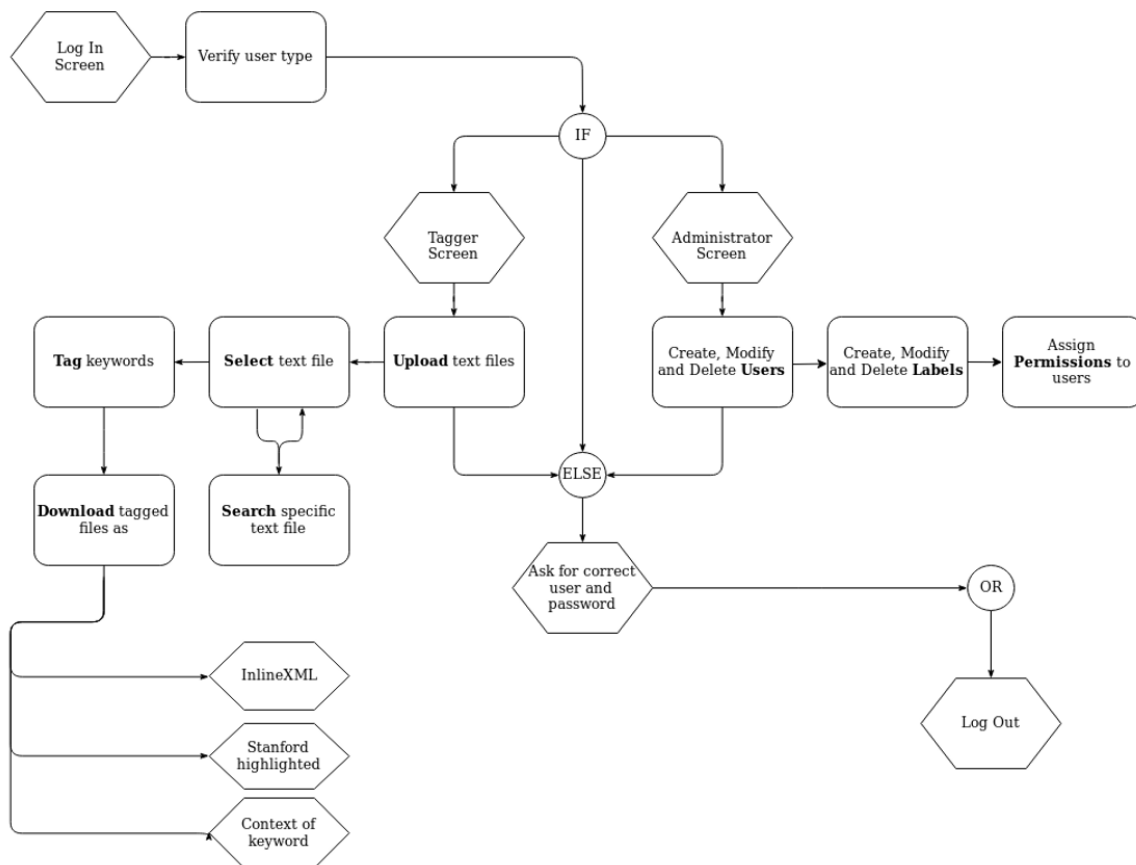 Log In
Screen
Verify user type
IF
Tagger
Screen
Administrator
Screen
Tag keywords
Select text file
Upload text files
Create, Modify
and Delete Users
Create, Modify
and Delete Labels
Assign
Permissions to
users
ELSE
Download tagged
files as
Search specific
text file
Ask for correct
user and
password
OR
InlineXML
Log Out
Stanford
highlighted
Context of
keyword